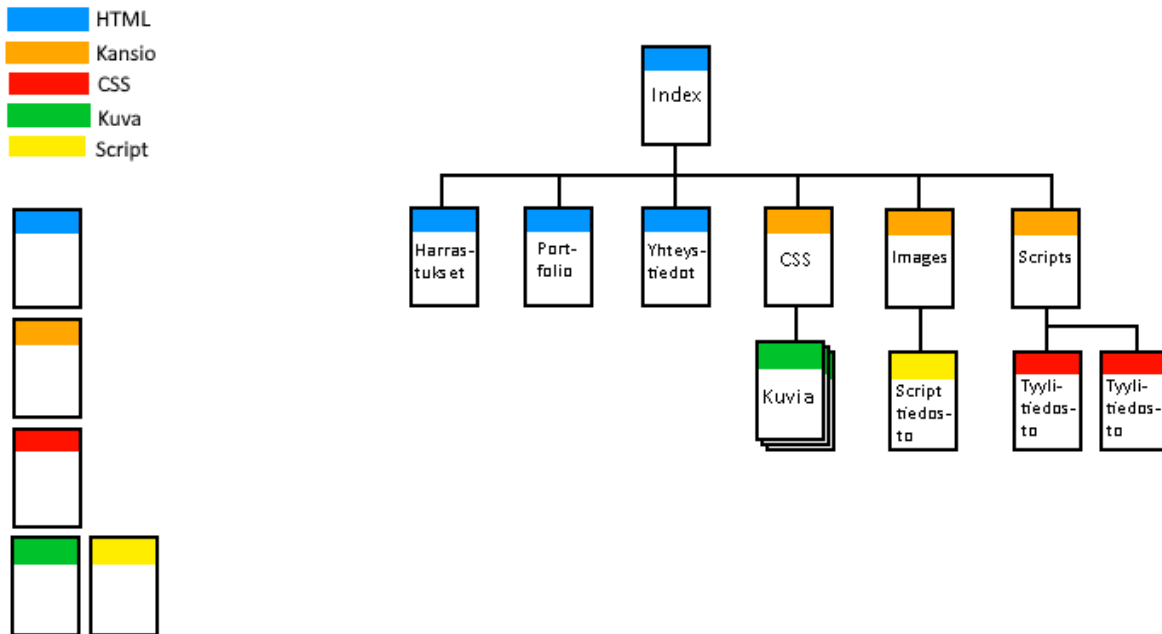 HTML
Kansio
CSS
Kuva
Script
Index
Harras-
tukset
Port-
folio
Yhteys-
tiedot
CSS
Images
Scripts
Kuvia
Script
tiedos-
to
Tyyli-
tiedos-
to
Tyyli-
tiedos-
to